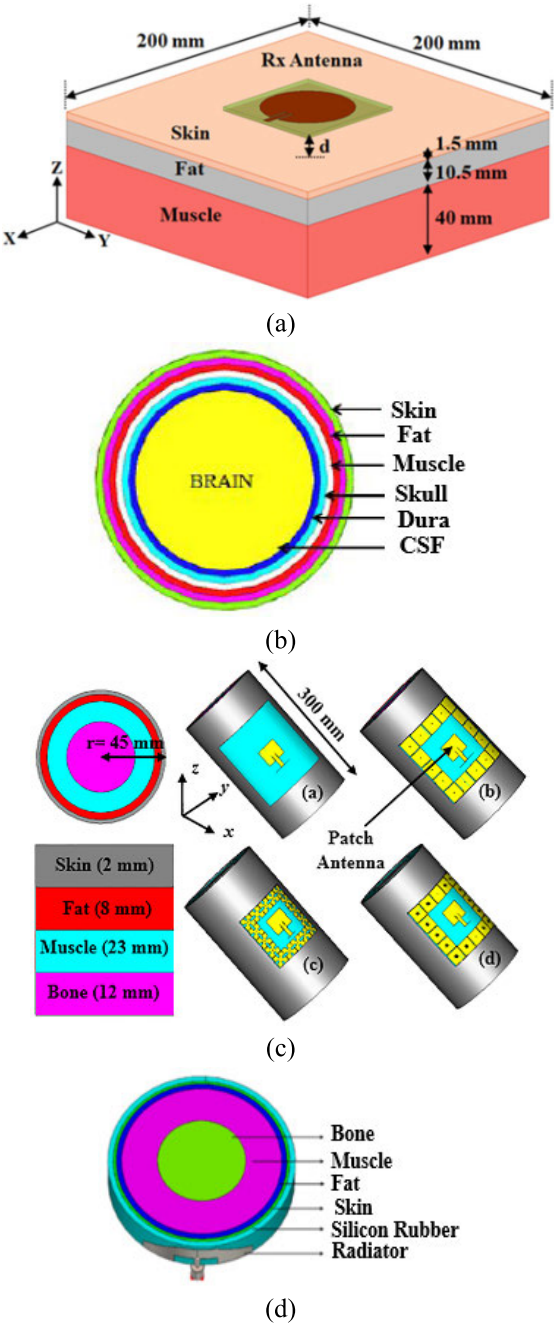 200 mm
200 mm
Rx Antenna
Skin
d
1.5 mm
Fat
10.5 mm
Z
Muscle
40 mm
X
Y
(a)
Skin
Fat
BRAIN
Muscle
Skull
Dura
CSF
(b)
300 mm
r= 45 mm
z
y
x
(a)
(b)
Patch
Antenna
Skin (2 mm)
Fat (8 mm)
Muscle (23 mm)
Bone (12 mm)
(c)
(d)
(c)
Bone
Muscle
Fat
Skin
Silicon Rubber
Radiator
(d)